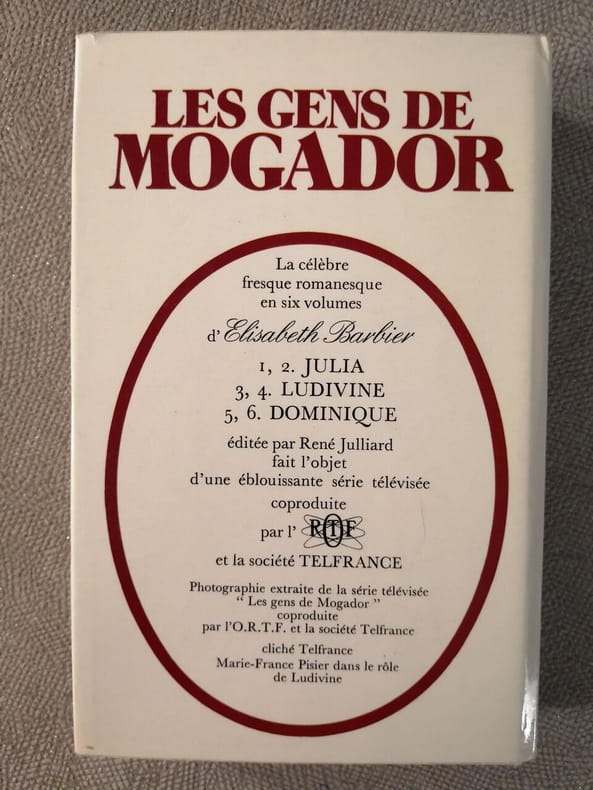 LES GENS DE
MOGADOR
La célèbre
fresque romanesque
en six volumes
d'Elisabeth Barbier
1, 2. JULIA
3, 4. LUDIVINE
5, 6. DOMINIQUE
éditée par René Julliard
fait l'objet
d'une éblouissante série télévisée
coproduite
par l' ORTF
et la société TELFRANCE
Photographie extraite de la série télévisée
“ Les gens de Mogador ”
coproduite
par l'O.R.T.F. et la société Telfrance
cliché Telfrance
Marie-France Pisier dans le rôle
de Ludivine